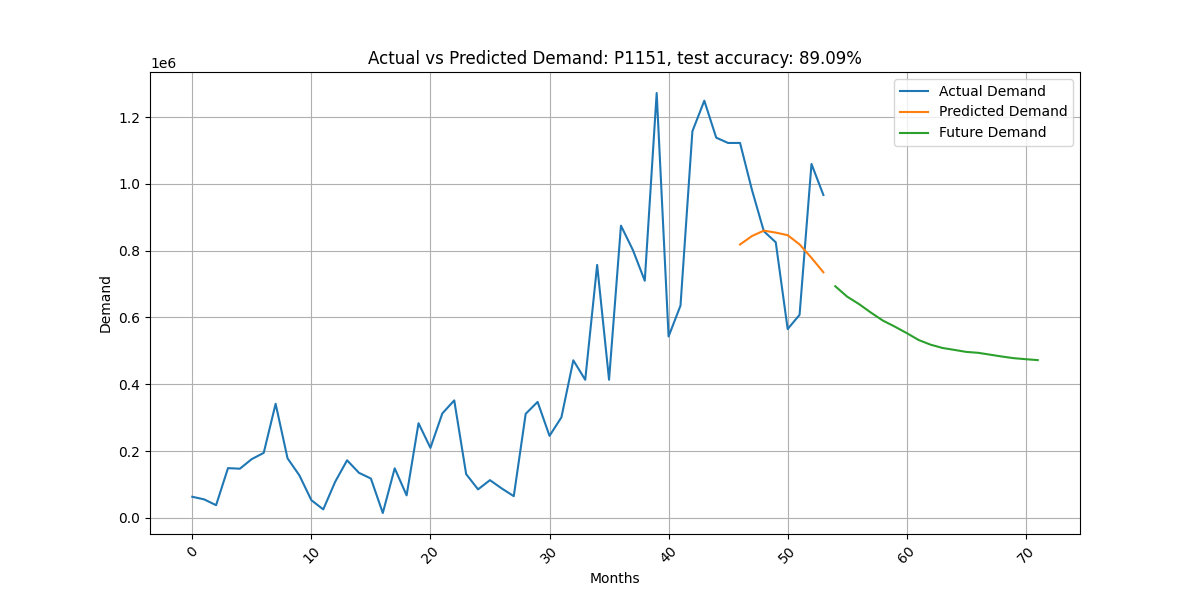 Actual vs Predicted Demand: P1151, test accuracy: 89.09%
1e6
Actual Demand
Predicted Demand
Future Demand
1.2
1.0
0.8
0.6
0.4
0.2
0.0
Demand
0 10 20 30 40 50 60 70
Months